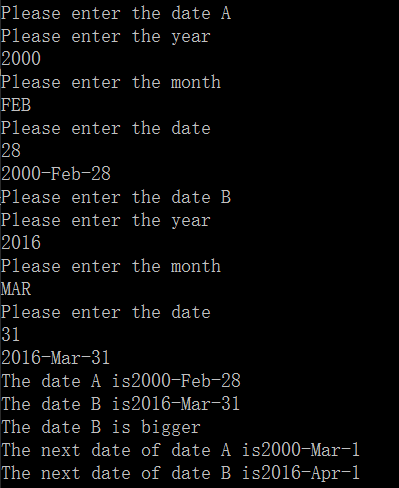 Please enter the date A
Please enter the year
2000
Please enter the month
FEB
Please enter the date
28
2000-Feb-28
Please enter the date B
Please enter the year
2016
Please enter the month
MAR
Please enter the date
31
2016-Mar-31
The date A is2000-Feb-28
The date B is2016-Mar-31
The date B is bigger
The next date of date A is2000-Mar-1
The next date of date B is2016-Apr-1